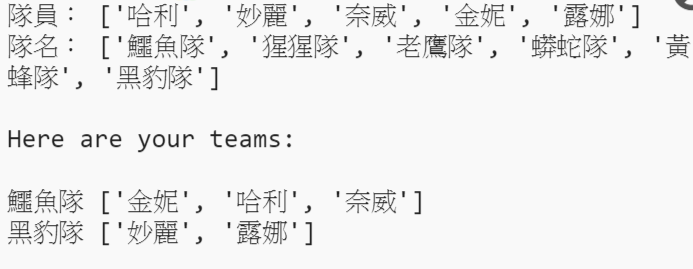 隊員： ['哈利', '妙麗', '奈威', '金妮', '露娜']
隊名： ['鱷魚隊', '猩猩隊', '老鷹隊', '蟒蛇隊', '黃
蜂隊', '黑豹隊']
Here are your teams:
鱷魚隊 ['金妮', '哈利', '奈威']
黑豹隊 ['妙麗', '露娜']